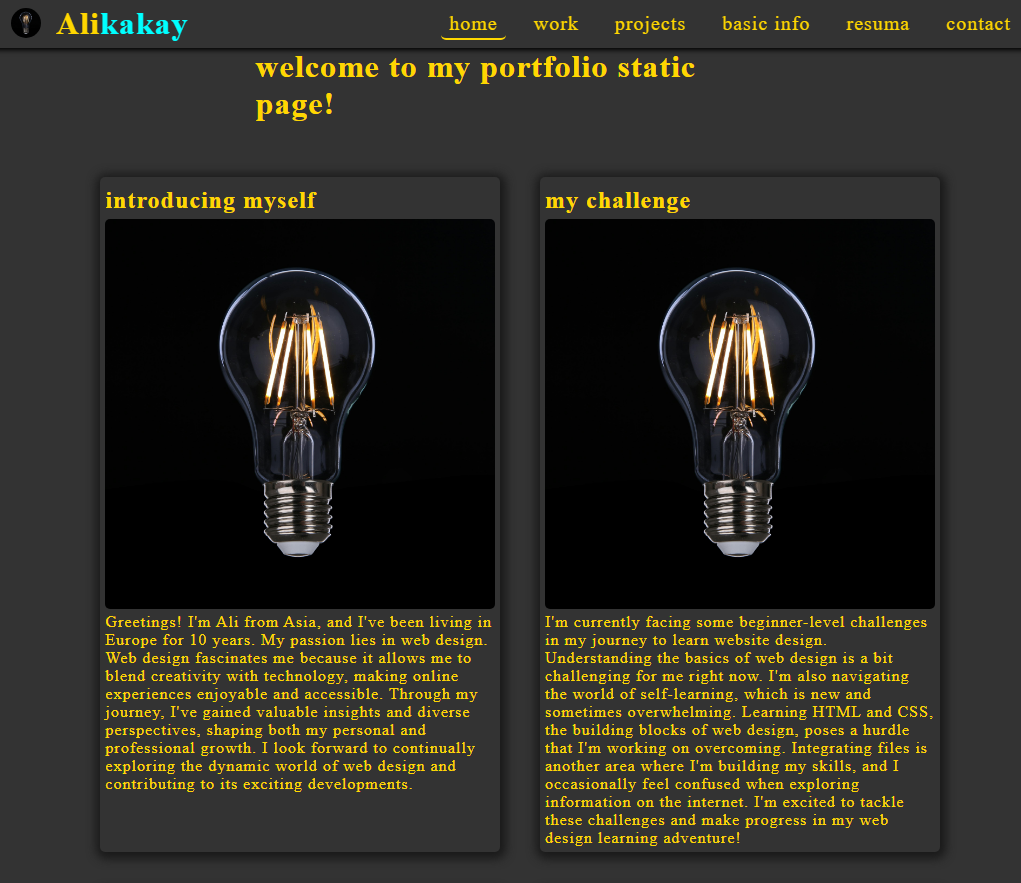 Alikakay
home work projects basic info resuma contact
welcome to my portfolio static
page!
introducing myself
Greetings! I'm Ali from Asia, and I've been living in
Europe for 10 years. My passion lies in web design.
Web design fascinates me because it allows me to
blend creativity with technology, making online
experiences enjoyable and accessible. Through my
journey, I've gained valuable insights and diverse
perspectives, shaping both my personal and
professional growth. I look forward to continually
exploring the dynamic world of web design and
contributing to its exciting developments.
my challenge
I'm currently facing some beginner-level challenges
in my journey to learn website design.
Understanding the basics of web design is a bit
challenging for me right now. I'm also navigating
the world of self-learning, which is new and
sometimes overwhelming. Learning HTML and CSS,
the building blocks of web design, poses a hurdle
that I'm working on overcoming. Integrating files is
another area where I'm building my skills, and I
occasionally feel confused when exploring
information on the internet. I'm excited to tackle
these challenges and make progress in my web
design learning adventure!